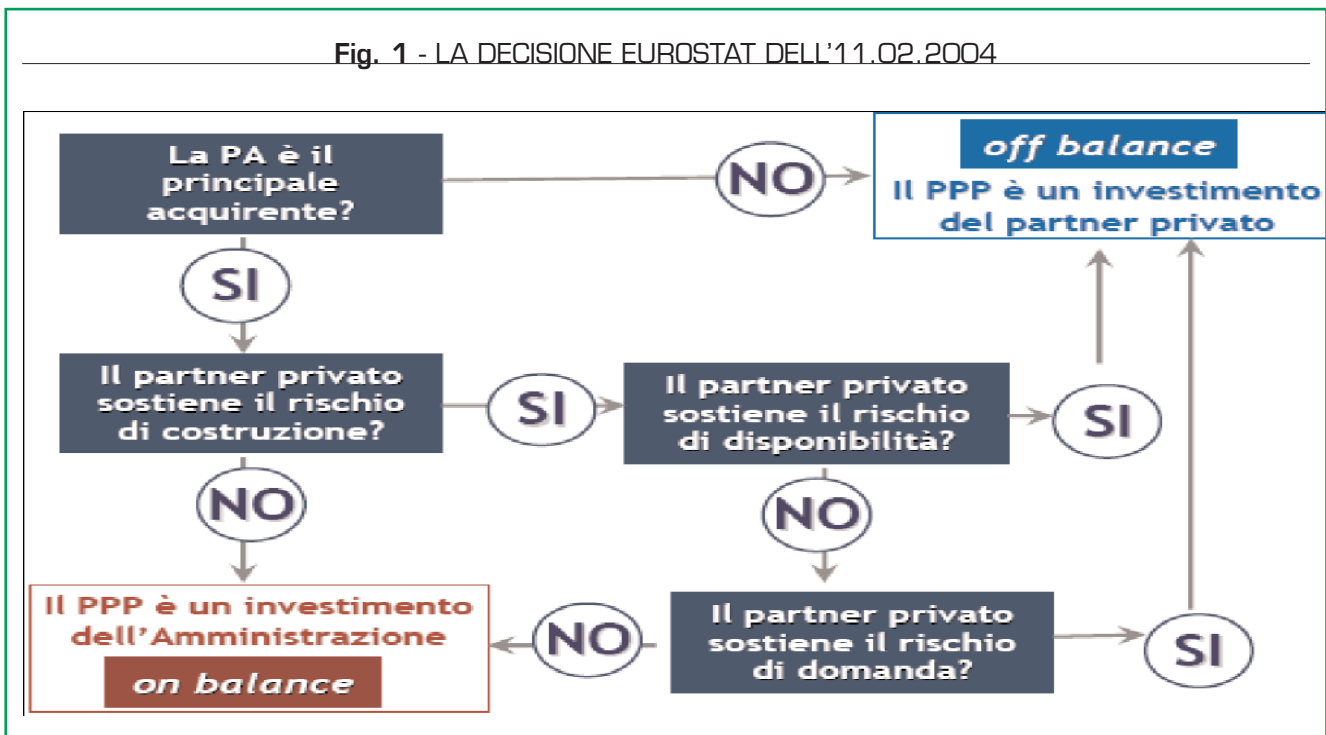 Fig. 1 - LA DECISIONE EUROSTAT DELL'11.02.2004
La PA è il
principale
acquirente?
NO
off balance
Il PPP è un investimento
del partner privato
SI
Il partner privato
sostiene il rischio
di costruzione?
SI
Il partner privato
sostiene il rischio
di disponibilità?
SI
NO
NO
Il PPP è un investimento
dell'Amministrazione
on balance
NO
Il partner privato
sostiene il rischio
di domanda?
SI